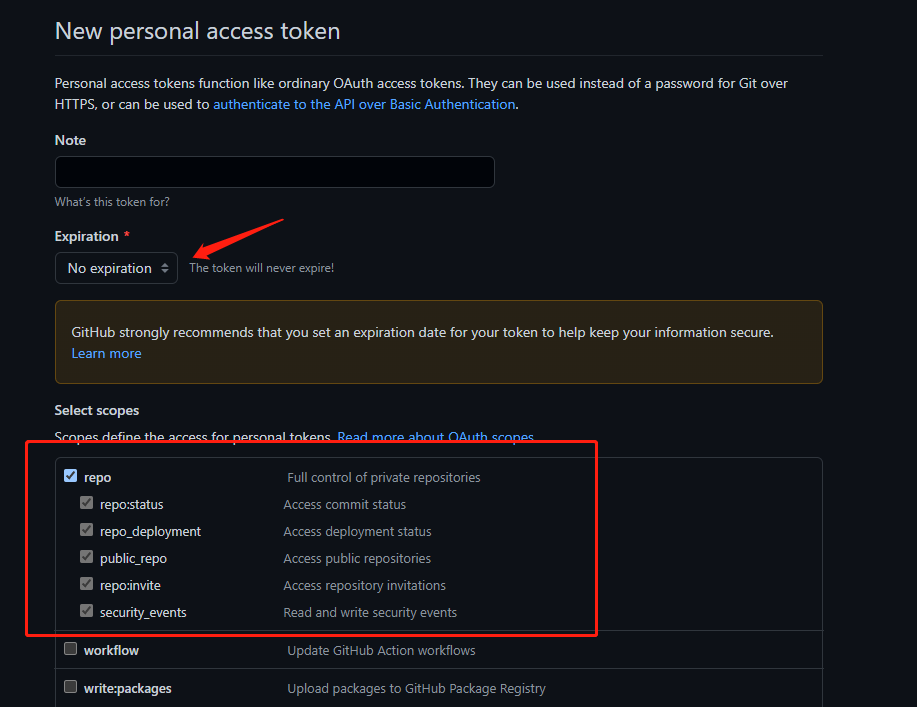 New personal access token
Personal access tokens function like ordinary OAuth access tokens. They can be used instead of a password for Git over
HTTPS, or can be used to authenticate to the API over Basic Authentication.
Note
What's this token for?
Expiration *
No expiration The token will never expire!
GitHub strongly recommends that you set an expiration date for your token to help keep your information secure.
Learn more
Select scopes
Scopes define the access for personal tokens. Read more about OAuth scopes.
repo Full control of private repositories
repo:status Access commit status
repo_deployment Access deployment status
public_repo Access public repositories
repo:invite Access repository invitations
security_events Read and write security events
workflow Update GitHub Action workflows
write:packages Upload packages to GitHub Package Registry